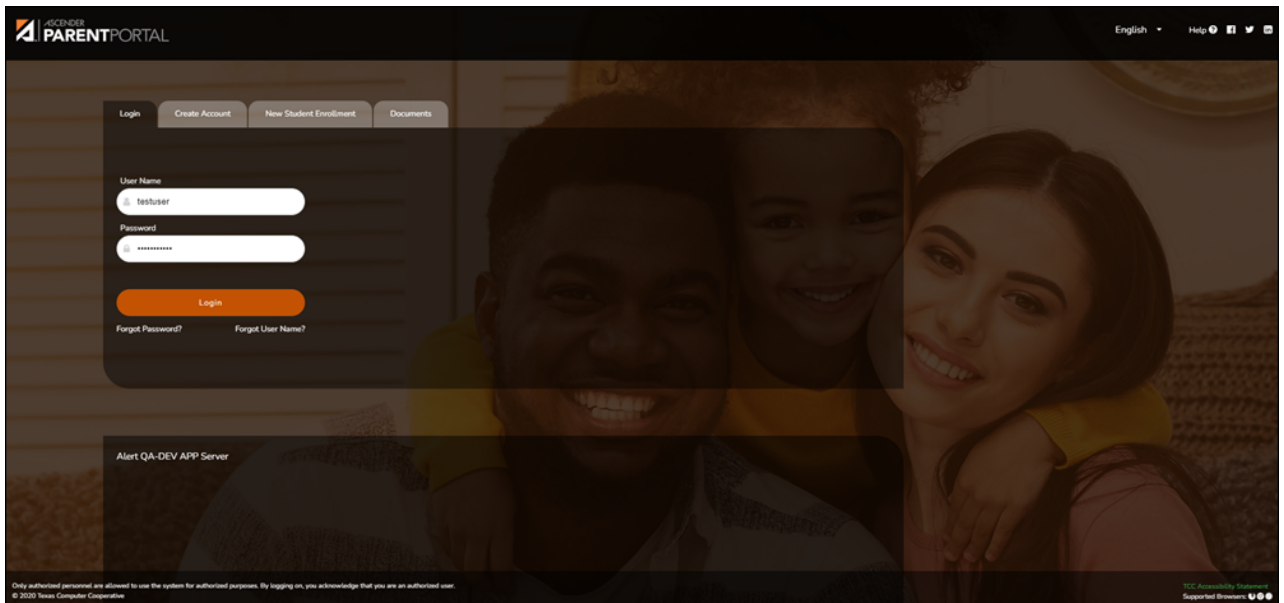 ASCENDER
PARENTPORTAL
English
Help
Login
Create Account
New Student Enrollment
Documents
User Name
testuser
Password
•••••••••••
Login
Forgot Password?
Forgot User Name?
Alert QA-DEV APP Server
Only authorized personnel are allowed to use the system for authorized purposes. By logging on, you acknowledge that you are an authorized user.
© 2020 Texas Computer Cooperative
TCC Accessibility Statement
Supported Browsers: